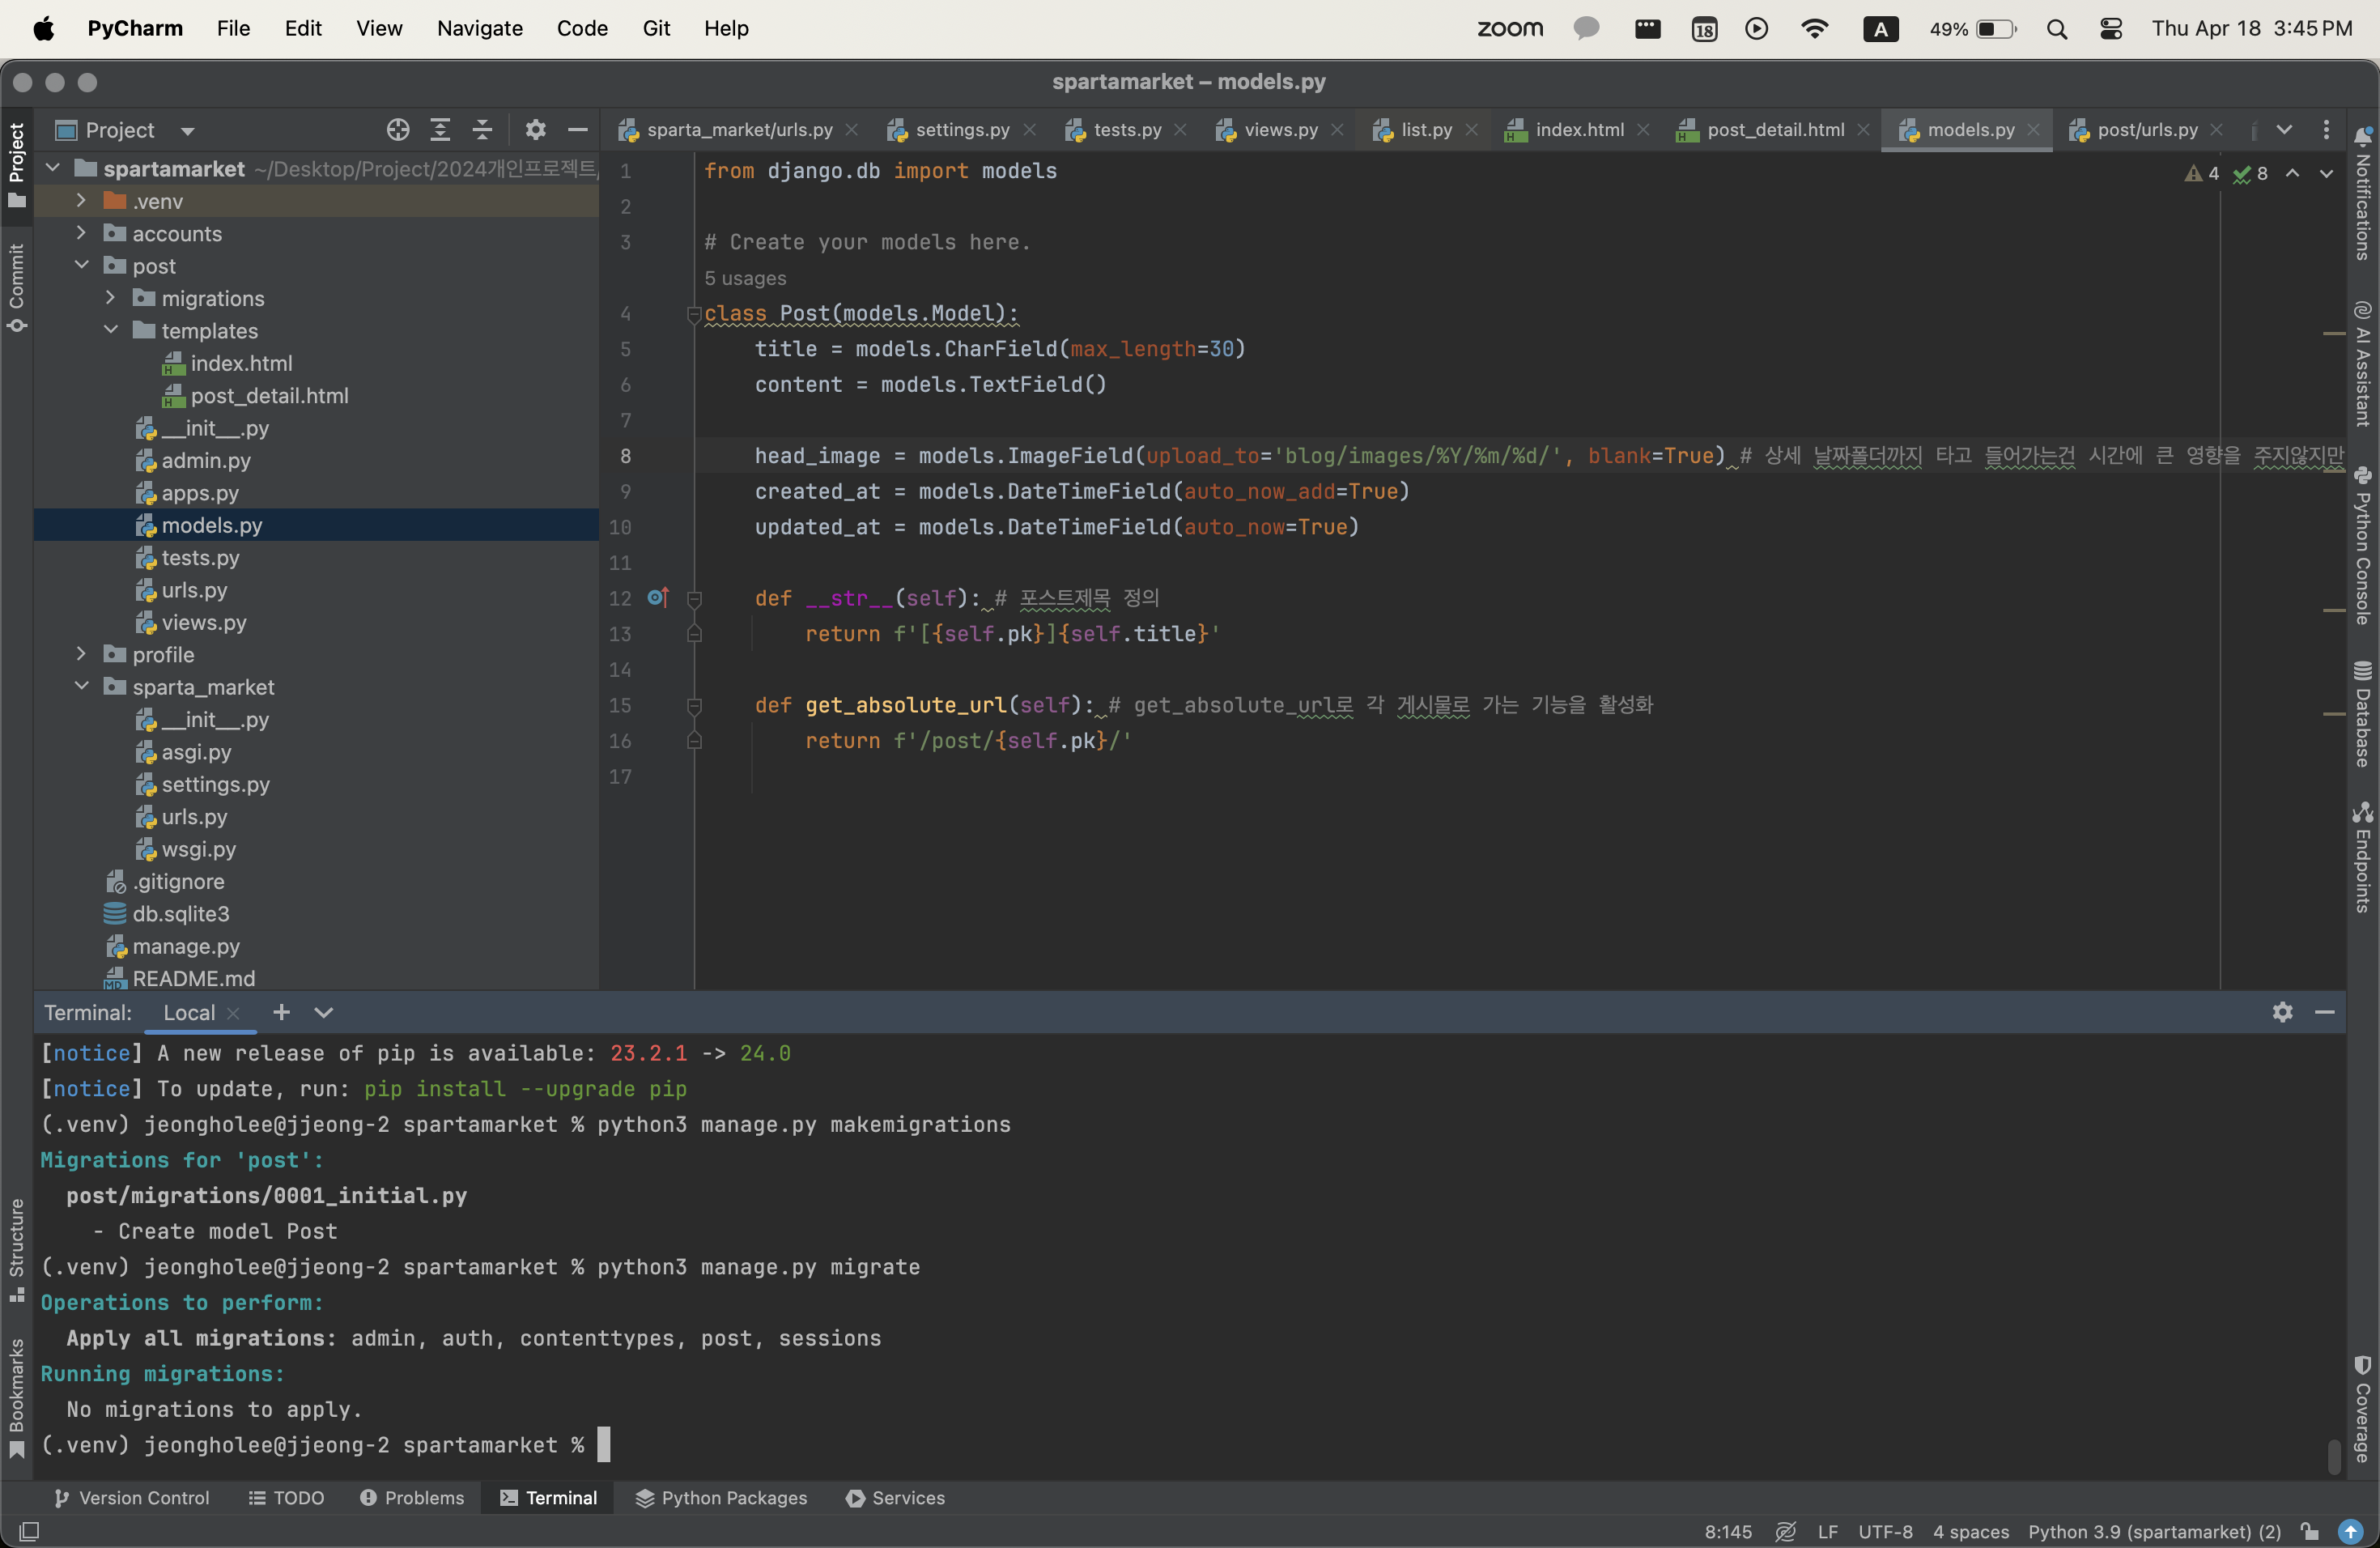 PyCharm File Edit View Navigate Code Git Help zoom 18 A 49% Thu Apr 18 3:45 PM
spartamarket – models.py
Project
sparta_market/urls.py settings.py tests.py views.py list.py index.html post_detail.html models.py post/urls.py
spartamarket ~/Desktop/Project/2024개인프로젝트/
.venv
accounts
post
migrations
templates
index.html
post_detail.html
__init__.py
admin.py
apps.py
models.py
tests.py
urls.py
views.py
profile
sparta_market
__init__.py
asgi.py
settings.py
urls.py
wsgi.py
.gitignore
db.sqlite3
manage.py
README.md
Project
Commit
Structure
Bookmarks
4 8
1 from django.db import models
2
3 # Create your models here.
5 usages
4 class Post(models.Model):
5 title = models.CharField(max_length=30)
6 content = models.TextField()
7
8 head_image = models.ImageField(upload_to='blog/images/%Y/%m/%d/', blank=True) # 상세 날짜폴더까지 타고 들어가는건 시간에 큰 영향을 주지않지만
9 created_at = models.DateTimeField(auto_now_add=True)
10 updated_at = models.DateTimeField(auto_now=True)
11
12 def __str__(self): # 포스트제목 정의
13 return f'[{self.pk}]{self.title}'
14
15 def get_absolute_url(self): # get_absolute_url로 각 게시물로 가는 기능을 활성화
16 return f'/post/{self.pk}/'
17
Notifications
AI Assistant
Python Console
Database
Endpoints
Coverage
Terminal: Local
[notice] A new release of pip is available: 23.2.1 -> 24.0
[notice] To update, run: pip install --upgrade pip
(.venv) jeongholee@jjeong-2 spartamarket % python3 manage.py makemigrations
Migrations for 'post':
post/migrations/0001_initial.py
- Create model Post
(.venv) jeongholee@jjeong-2 spartamarket % python3 manage.py migrate
Operations to perform:
Apply all migrations: admin, auth, contenttypes, post, sessions
Running migrations:
No migrations to apply.
(.venv) jeongholee@jjeong-2 spartamarket %
Version Control TODO Problems Terminal Python Packages Services
8:145 LF UTF-8 4 spaces Python 3.9 (spartamarket) (2)